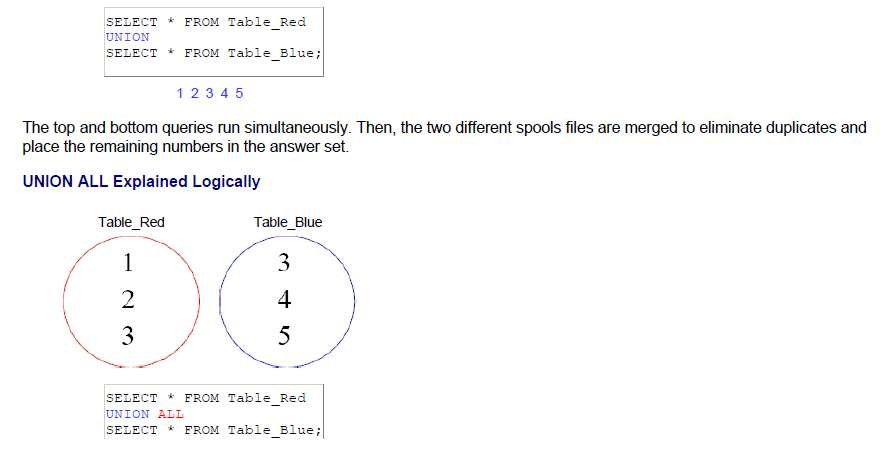 SELECT * FROM Table_Red
UNION
SELECT * FROM Table_Blue;
1 2 3 4 5
The top and bottom queries run simultaneously. Then, the two different spools files are merged to eliminate duplicates and
place the remaining numbers in the answer set.
UNION ALL Explained Logically
Table_Red Table_Blue
1 3
2 4
3 5
SELECT * FROM Table_Red
UNION ALL
SELECT * FROM Table_Blue;